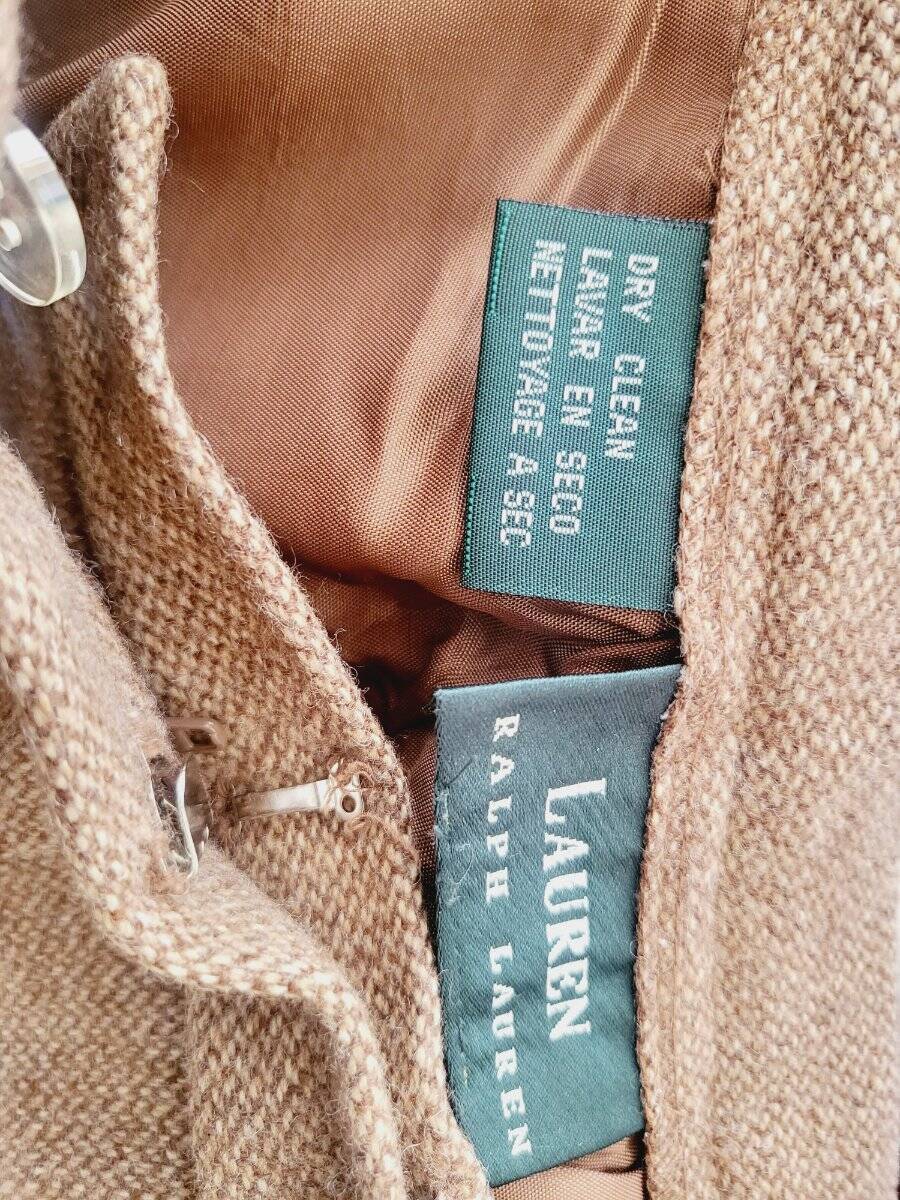 DRY CLEAN
LAVAR EN SECO
NETTOYAGE A SEC
LAUREN
RALPH LAUREN